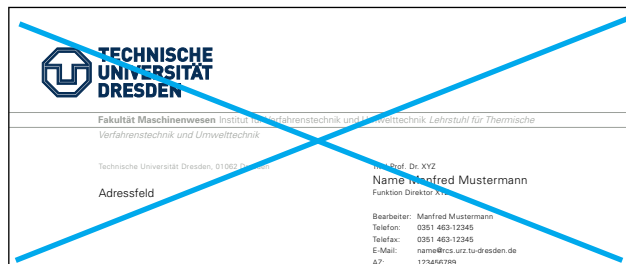 TECHNISCHE
UNIVERSITÄT
DRESDEN
Fakultät Maschinenwesen Institut für Verfahrenstechnik und Umwelttechnik Lehrstuhl für Thermische
Verfahrenstechnik und Umwelttechnik
Technische Universität Dresden, 01062 Dresden
Adressfeld
Prof. Dr. XYZ
Name Manfred Mustermann
Funktion Direktor XYZ
Bearbeiter: Manfred Mustermann
Telefon: 0351 463-12345
Telefax: 0351 463-12345
E-Mail: name@rcs.urz.tu-dresden.de
AZ: 123456789